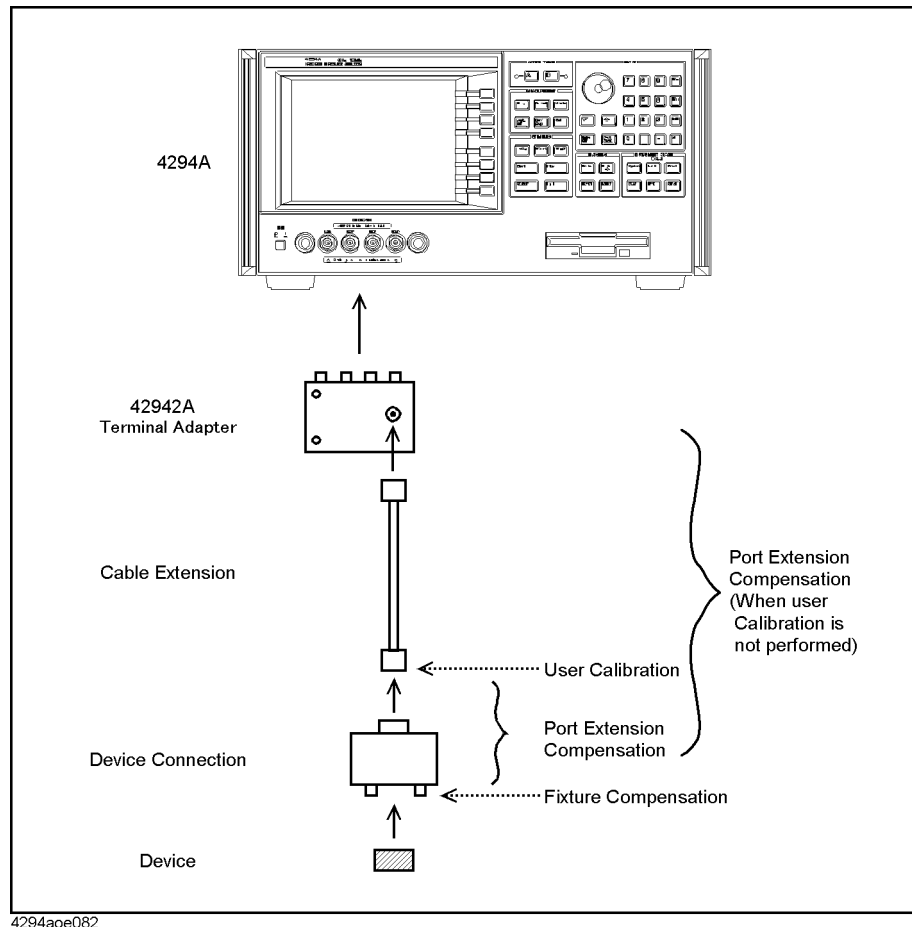 4294A
42942A
Terminal Adapter
Cable Extension
Port Extension
Compensation
(When user
Calibration is
not performed)
User Calibration
Port Extension
Compensation
Device Connection
Fixture Compensation
Device
4294aoe082